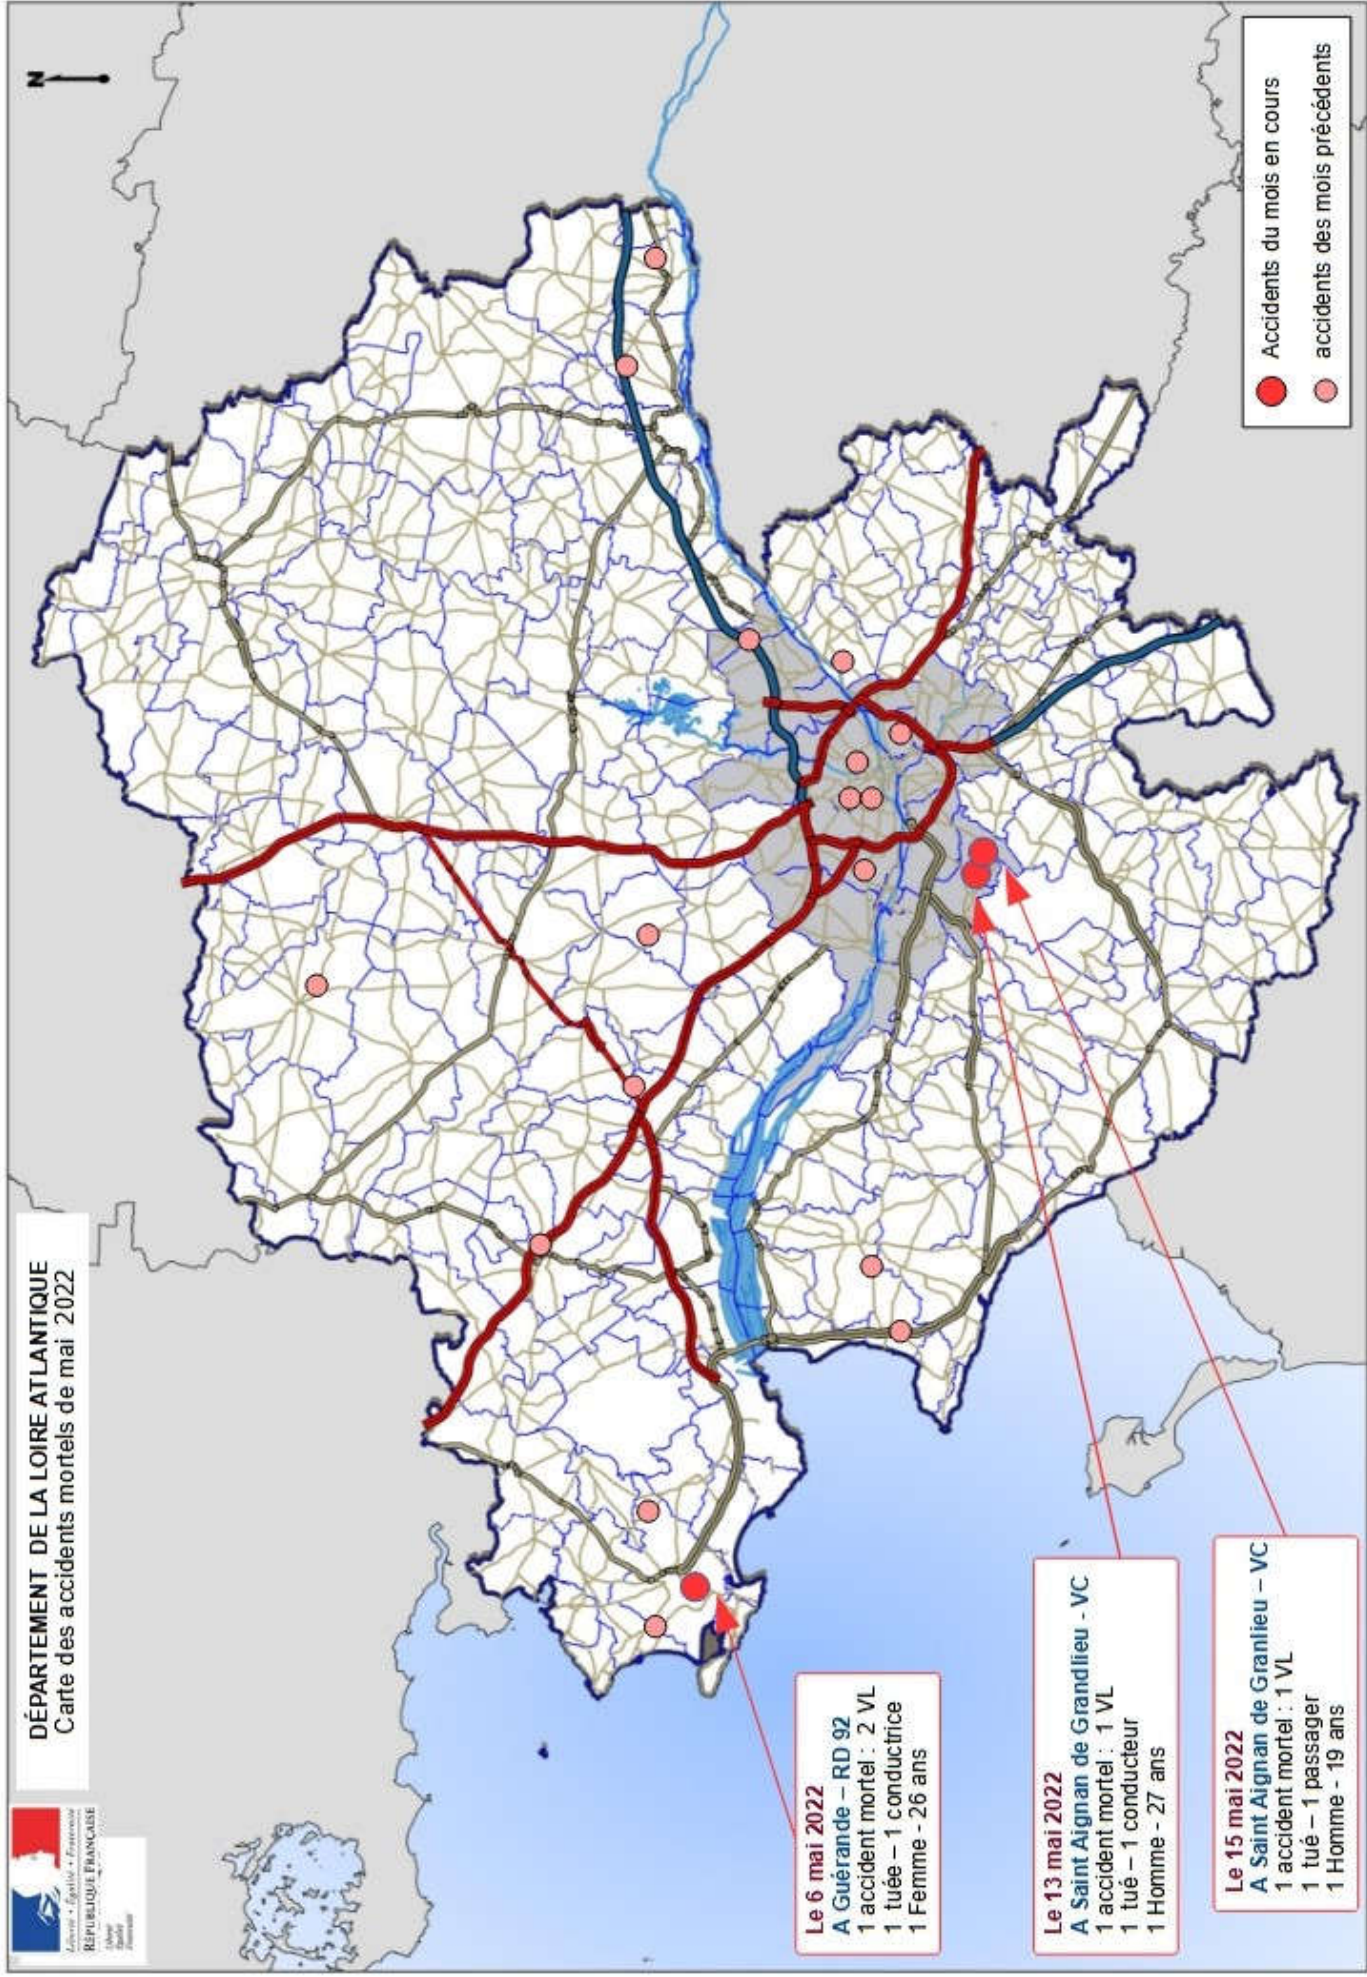 Liberté • Égalité • Fraternité
RÉPUBLIQUE FRANÇAISE
Liberté
Égalité
Fraternité
DÉPARTEMENT DE LA LOIRE ATLANTIQUE
Carte des accidents mortels de mai 2022
N
Le 6 mai 2022
A Guérande – RD 92
1 accident mortel : 2 VL
1 tuée – 1 conductrice
1 Femme - 26 ans
Le 13 mai 2022
A Saint Aignan de Grandlieu - VC
1 accident mortel : 1 VL
1 tué – 1 conducteur
1 Homme - 27 ans
Le 15 mai 2022
A Saint Aignan de Granlieu – VC
1 accident mortel : 1 VL
1 tué – 1 passager
1 Homme - 19 ans
Accidents du mois en cours
accidents des mois précédents